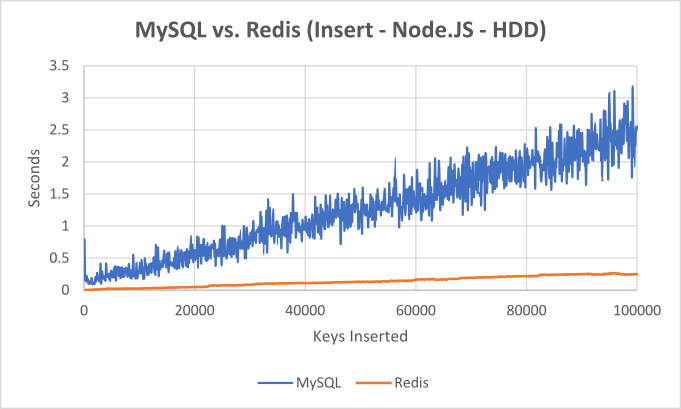 MySQL vs. Redis (Insert - Node.JS - HDD)
3.5
3
2.5
2
1.5
1
0.5
0
Seconds
0 20000 40000 60000 80000 100000
Keys Inserted
MySQL Redis